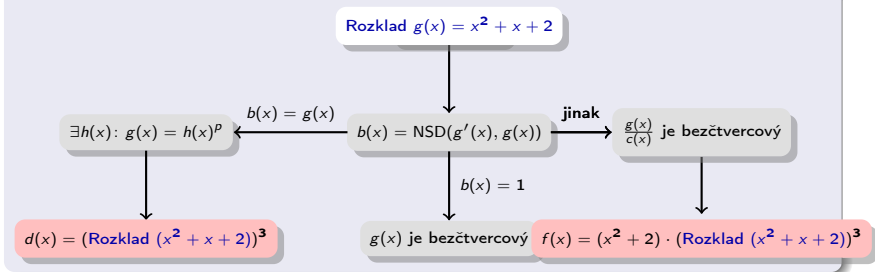 Rozklad g(x) = x² + x + 2
b(x) = g(x)
jinak
∃h(x): g(x) = h(x)ᵖ
b(x) = NSD(g′(x), g(x))
g(x)/c(x) je bezčtvercový
b(x) = 1
d(x) = (Rozklad (x² + x + 2))³
g(x) je bezčtvercový
f(x) = (x² + 2) · (Rozklad (x² + x + 2))³